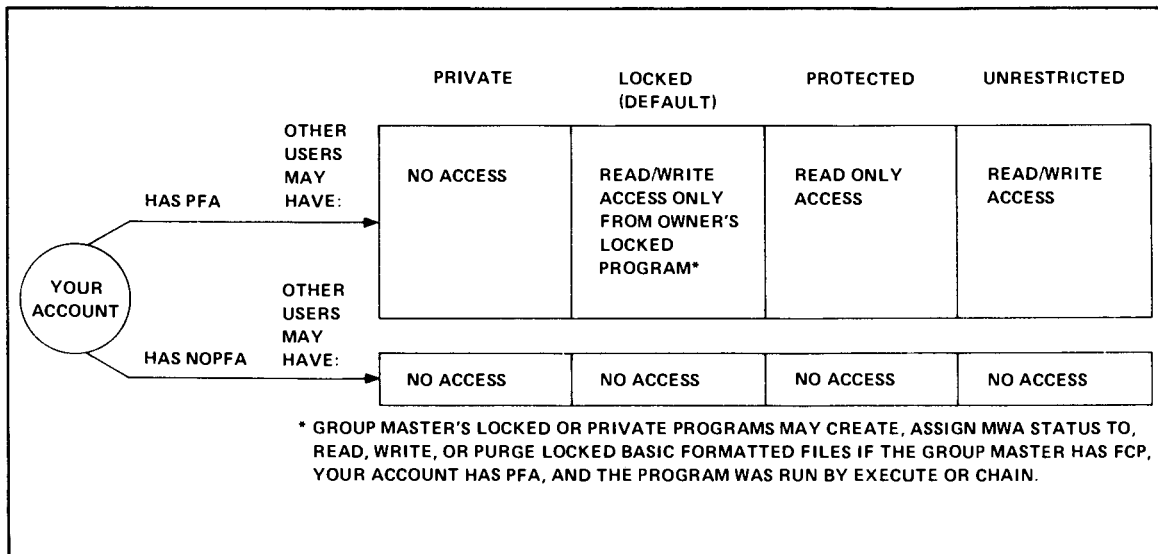 PRIVATE
LOCKED
(DEFAULT)
PROTECTED
UNRESTRICTED
OTHER
USERS
MAY
HAVE:
HAS PFA
NO ACCESS
READ/WRITE
ACCESS ONLY
FROM OWNER'S
LOCKED
PROGRAM*
READ ONLY
ACCESS
READ/WRITE
ACCESS
YOUR
ACCOUNT
OTHER
USERS
MAY
HAVE:
HAS NOPFA
NO ACCESS
NO ACCESS
NO ACCESS
NO ACCESS
* GROUP MASTER'S LOCKED OR PRIVATE PROGRAMS MAY CREATE, ASSIGN MWA STATUS TO,
READ, WRITE, OR PURGE LOCKED BASIC FORMATTED FILES IF THE GROUP MASTER HAS FCP,
YOUR ACCOUNT HAS PFA, AND THE PROGRAM WAS RUN BY EXECUTE OR CHAIN.